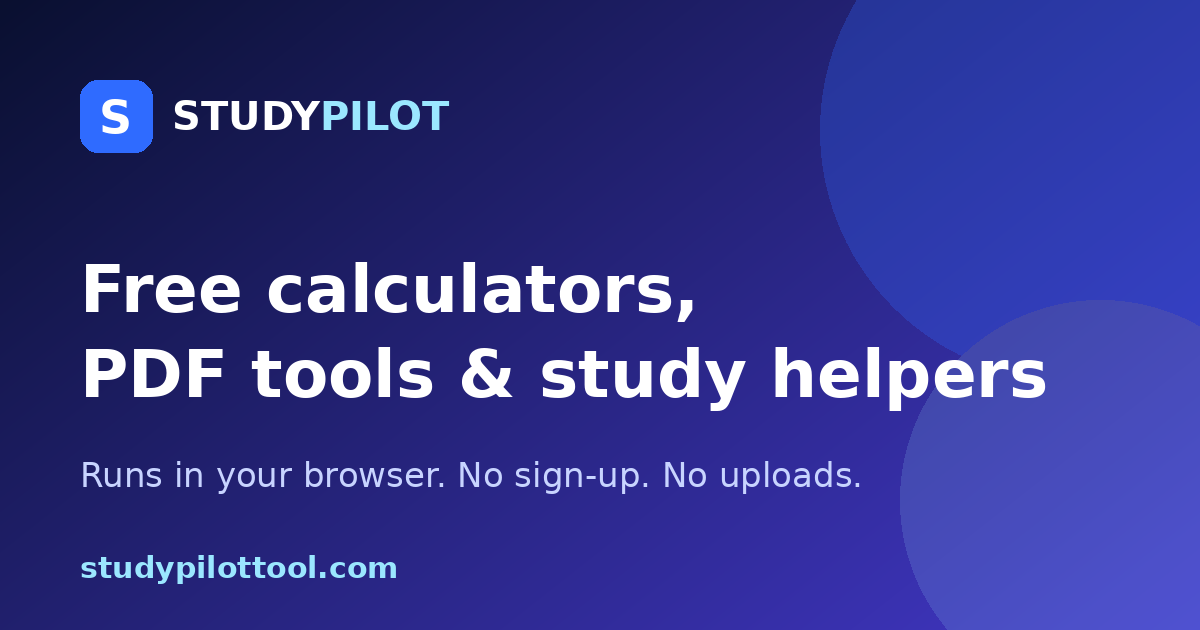 S STUDYPILOT
Free calculators,
PDF tools & study helpers
Runs in your browser. No sign-up. No uploads.
studypilottool.com